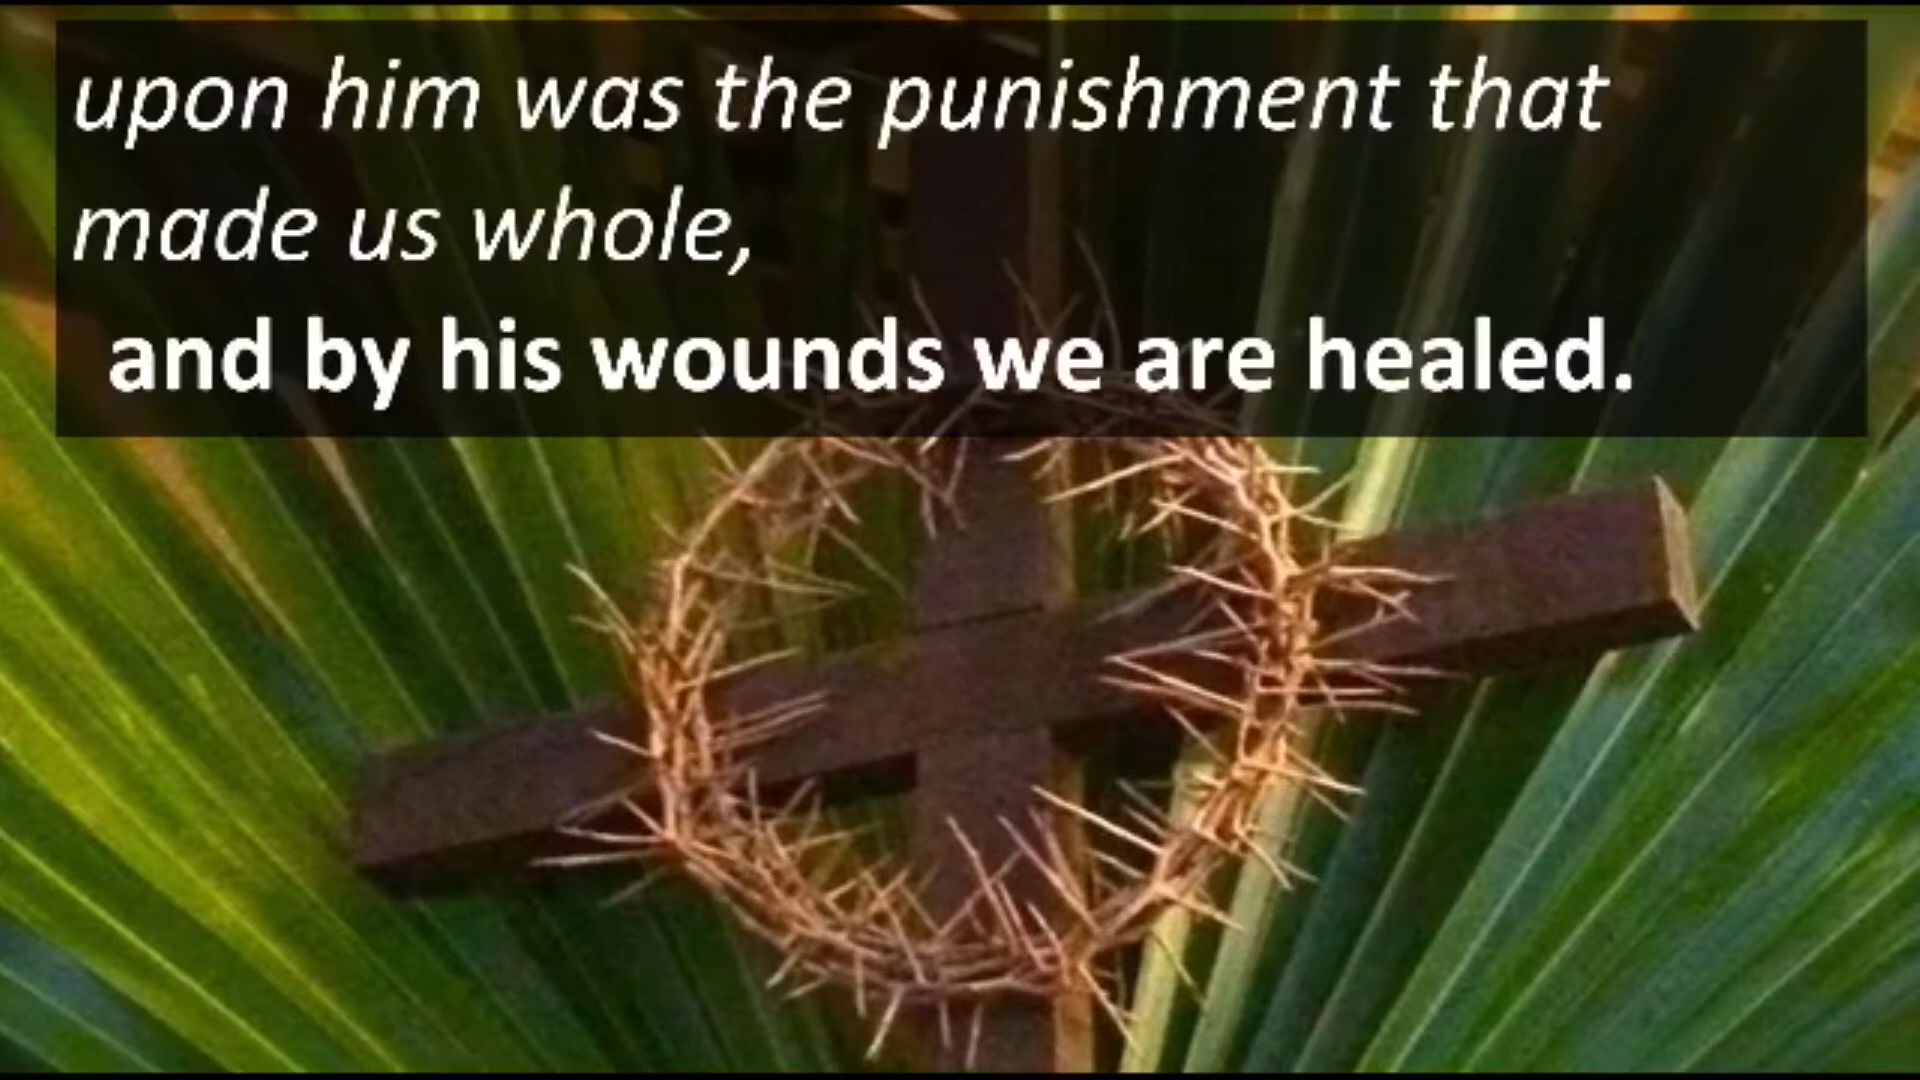 upon him was the punishment that
made us whole,
and by his wounds we are healed.